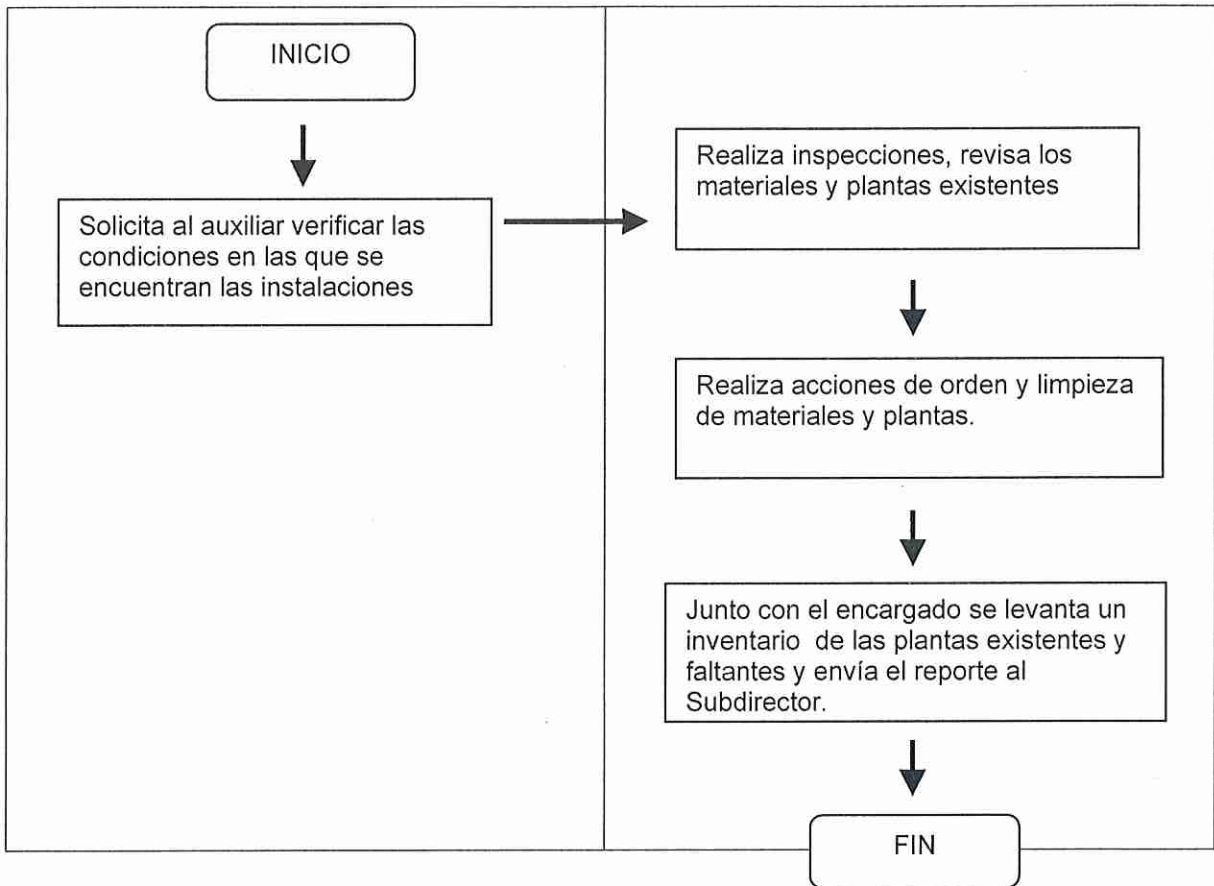 INICIO
Solicita al auxiliar verificar las
condiciones en las que se
encuentran las instalaciones
Realiza inspecciones, revisa los
materiales y plantas existentes
Realiza acciones de orden y limpieza
de materiales y plantas.
Junto con el encargado se levanta un
inventario de las plantas existentes y
faltantes y envía el reporte al
Subdirector.
FIN